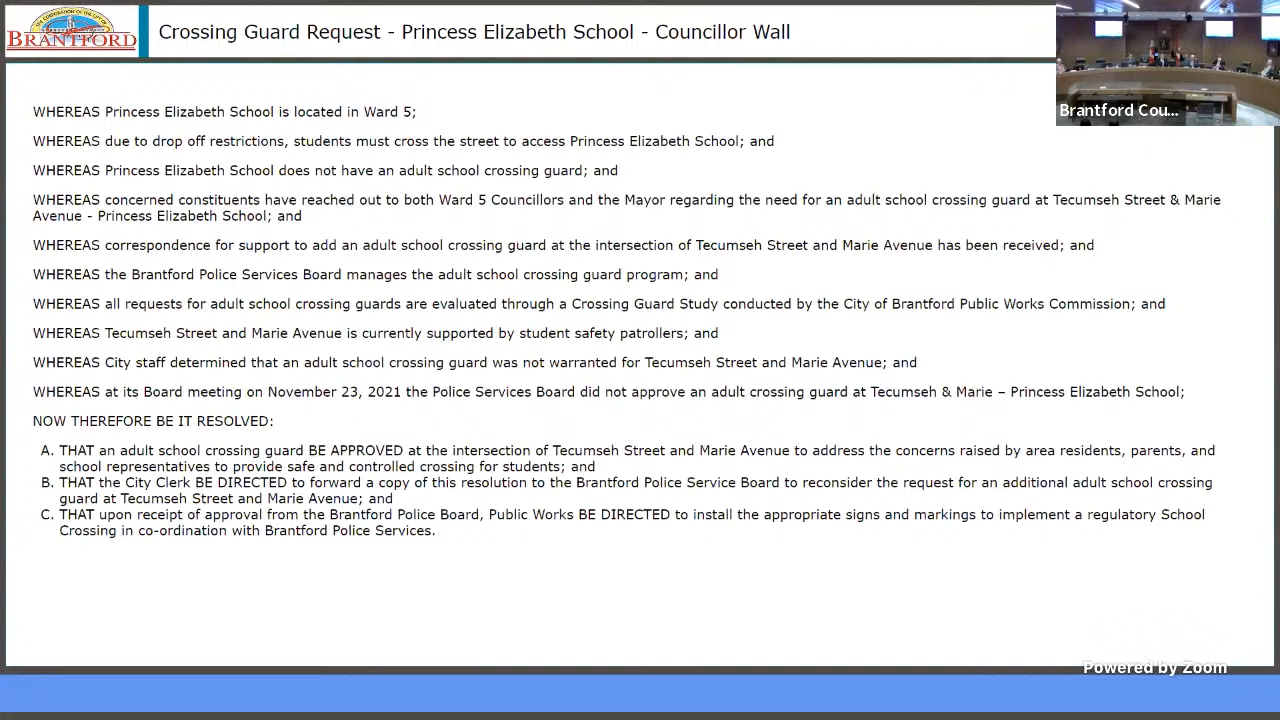 THE CORPORATION OF THE CITY OF
BRANTFORD
Crossing Guard Request - Princess Elizabeth School - Councillor Wall
Brantford Cou...
WHEREAS Princess Elizabeth School is located in Ward 5;
WHEREAS due to drop off restrictions, students must cross the street to access Princess Elizabeth School; and
WHEREAS Princess Elizabeth School does not have an adult school crossing guard; and
WHEREAS concerned constituents have reached out to both Ward 5 Councillors and the Mayor regarding the need for an adult school crossing guard at Tecumseh Street & Marie
Avenue - Princess Elizabeth School; and
WHEREAS correspondence for support to add an adult school crossing guard at the intersection of Tecumseh Street and Marie Avenue has been received; and
WHEREAS the Brantford Police Services Board manages the adult school crossing guard program; and
WHEREAS all requests for adult school crossing guards are evaluated through a Crossing Guard Study conducted by the City of Brantford Public Works Commission; and
WHEREAS Tecumseh Street and Marie Avenue is currently supported by student safety patrollers; and
WHEREAS City staff determined that an adult school crossing guard was not warranted for Tecumseh Street and Marie Avenue; and
WHEREAS at its Board meeting on November 23, 2021 the Police Services Board did not approve an adult crossing guard at Tecumseh & Marie – Princess Elizabeth School;
NOW THEREFORE BE IT RESOLVED:
A. THAT an adult school crossing guard BE APPROVED at the intersection of Tecumseh Street and Marie Avenue to address the concerns raised by area residents, parents, and
school representatives to provide safe and controlled crossing for students; and
B. THAT the City Clerk BE DIRECTED to forward a copy of this resolution to the Brantford Police Service Board to reconsider the request for an additional adult school crossing
guard at Tecumseh Street and Marie Avenue; and
C. THAT upon receipt of approval from the Brantford Police Board, Public Works BE DIRECTED to install the appropriate signs and markings to implement a regulatory School
Crossing in co-ordination with Brantford Police Services.
Powered by Zoom